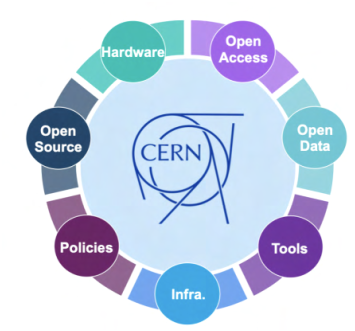 Hardware
Open
Access
Open
Source
CERN
Open
Data
Policies
Tools
Infra.